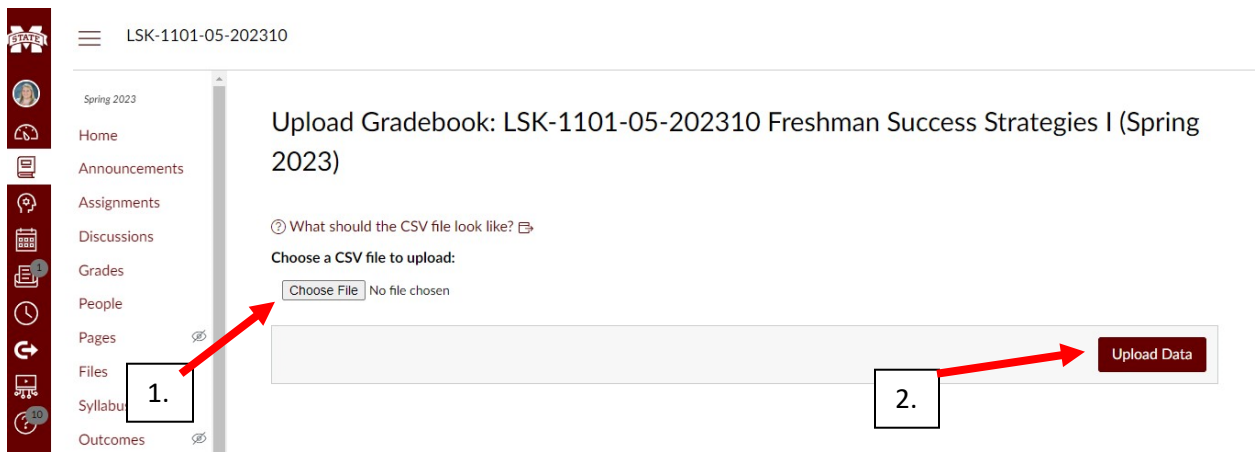 STATE
LSK-1101-05-202310
Spring 2023
Home
Announcements
Assignments
Discussions
Grades
People
Pages
Files
Syllabu
Outcomes
1
10
Upload Gradebook: LSK-1101-05-202310 Freshman Success Strategies I (Spring
2023)
What should the CSV file look like?
Choose a CSV file to upload:
Choose File No file chosen
Upload Data
1.
2.